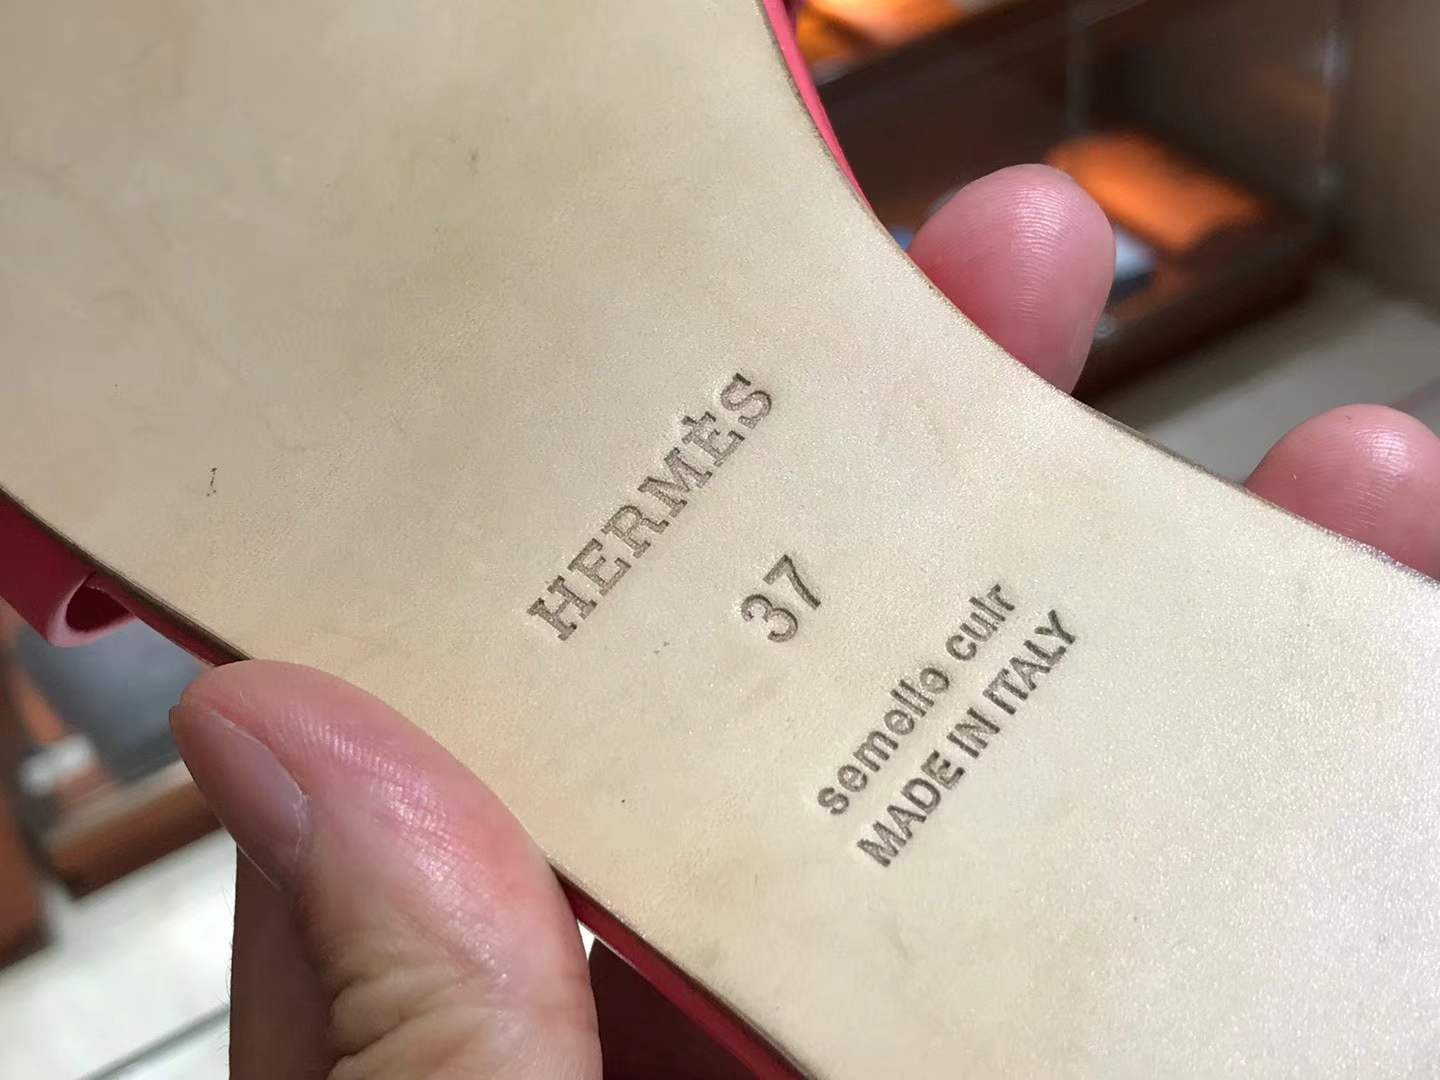 HERMÈS
37
semelle cuir
MADE IN ITALY